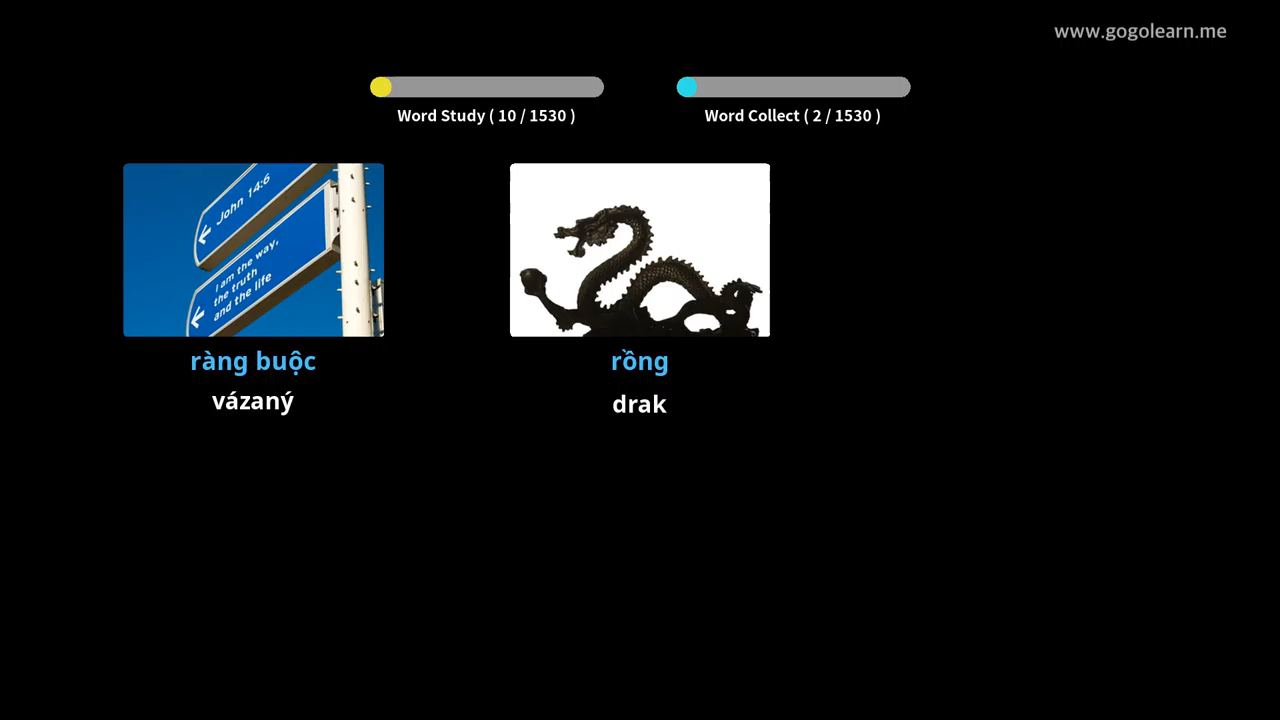 www.gogolearn.me
Word Study ( 10 / 1530 )
Word Collect ( 2 / 1530 )
John 14:6
I am the way,
the truth
and the life
ràng buộc
vázaný
rồng
drak